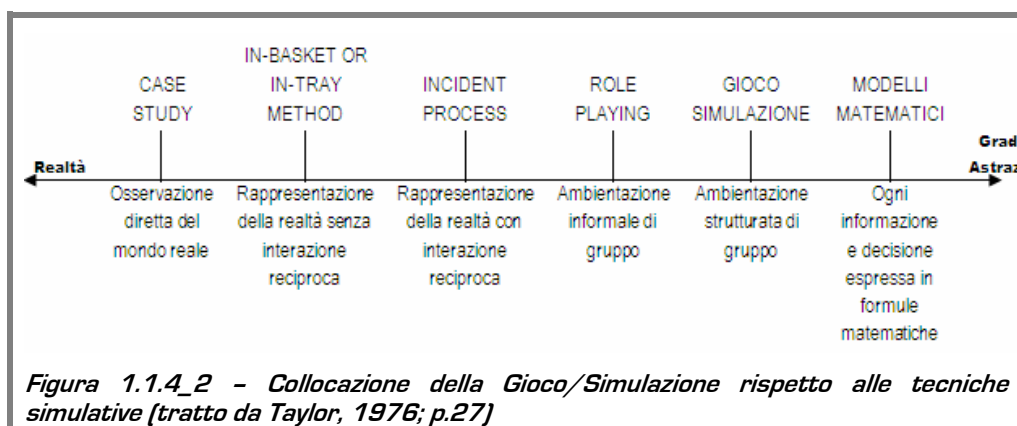 IN-BASKET OR
CASE IN-TRAY INCIDENT ROLE GIOCO MODELLI
STUDY METHOD PROCESS PLAYING SIMULAZIONE MATEMATICI
Realtà
Osservazione Rappresentazione Rappresentazione Ambientazione Ambientazione Ogni
diretta del della realtà senza della realtà con informale di strutturata di informazione
mondo reale interazione interazione gruppo gruppo e decisione
reciproca reciproca espressa in
formule
matematiche
Figura 1.1.4_2 – Collocazione della Gioco/Simulazione rispetto alle tecniche
simulative (tratto da Taylor, 1976; p.27)